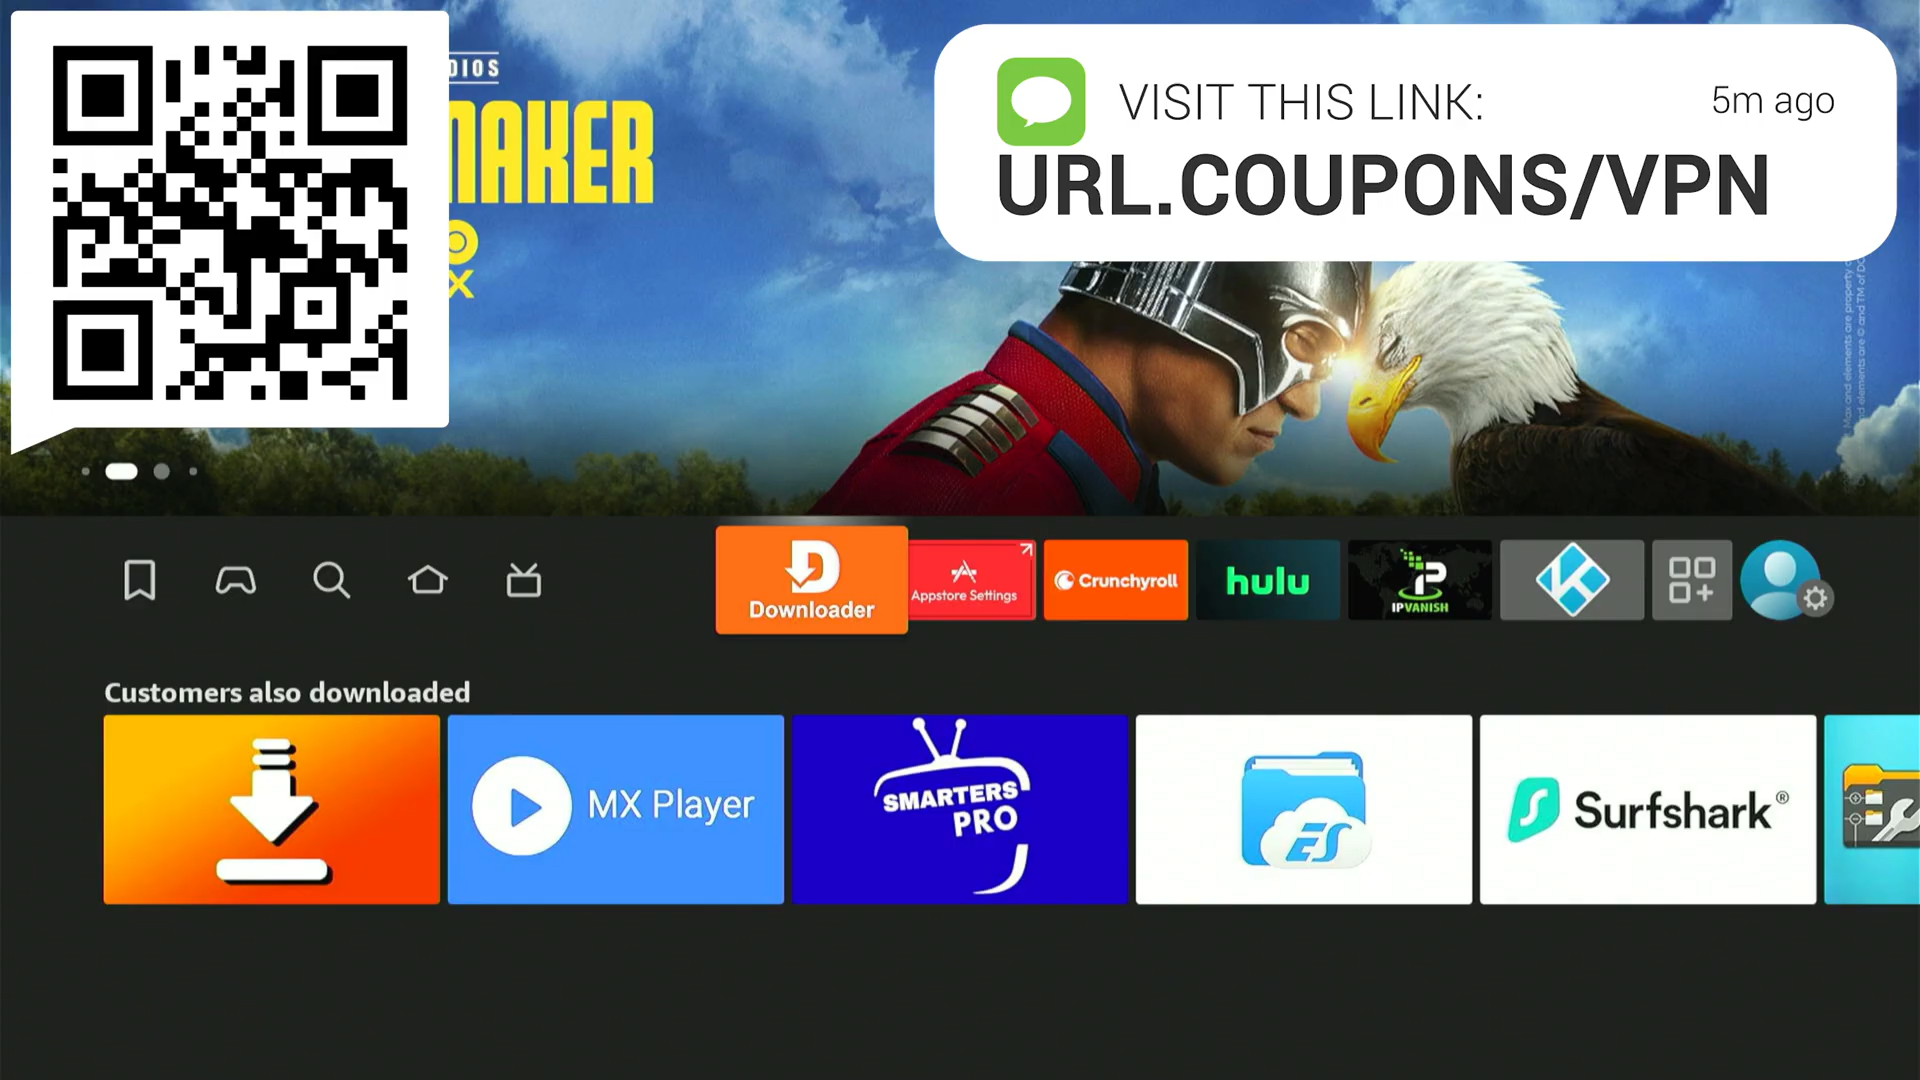 DIOS
MAKER
VISIT THIS LINK:
5m ago
URL.COUPONS/VPN
Downloader
Appstore Settings
Crunchyroll
hulu
IPVANISH
Customers also downloaded
MX Player
SMARTERS
PRO
ES
Surfshark®